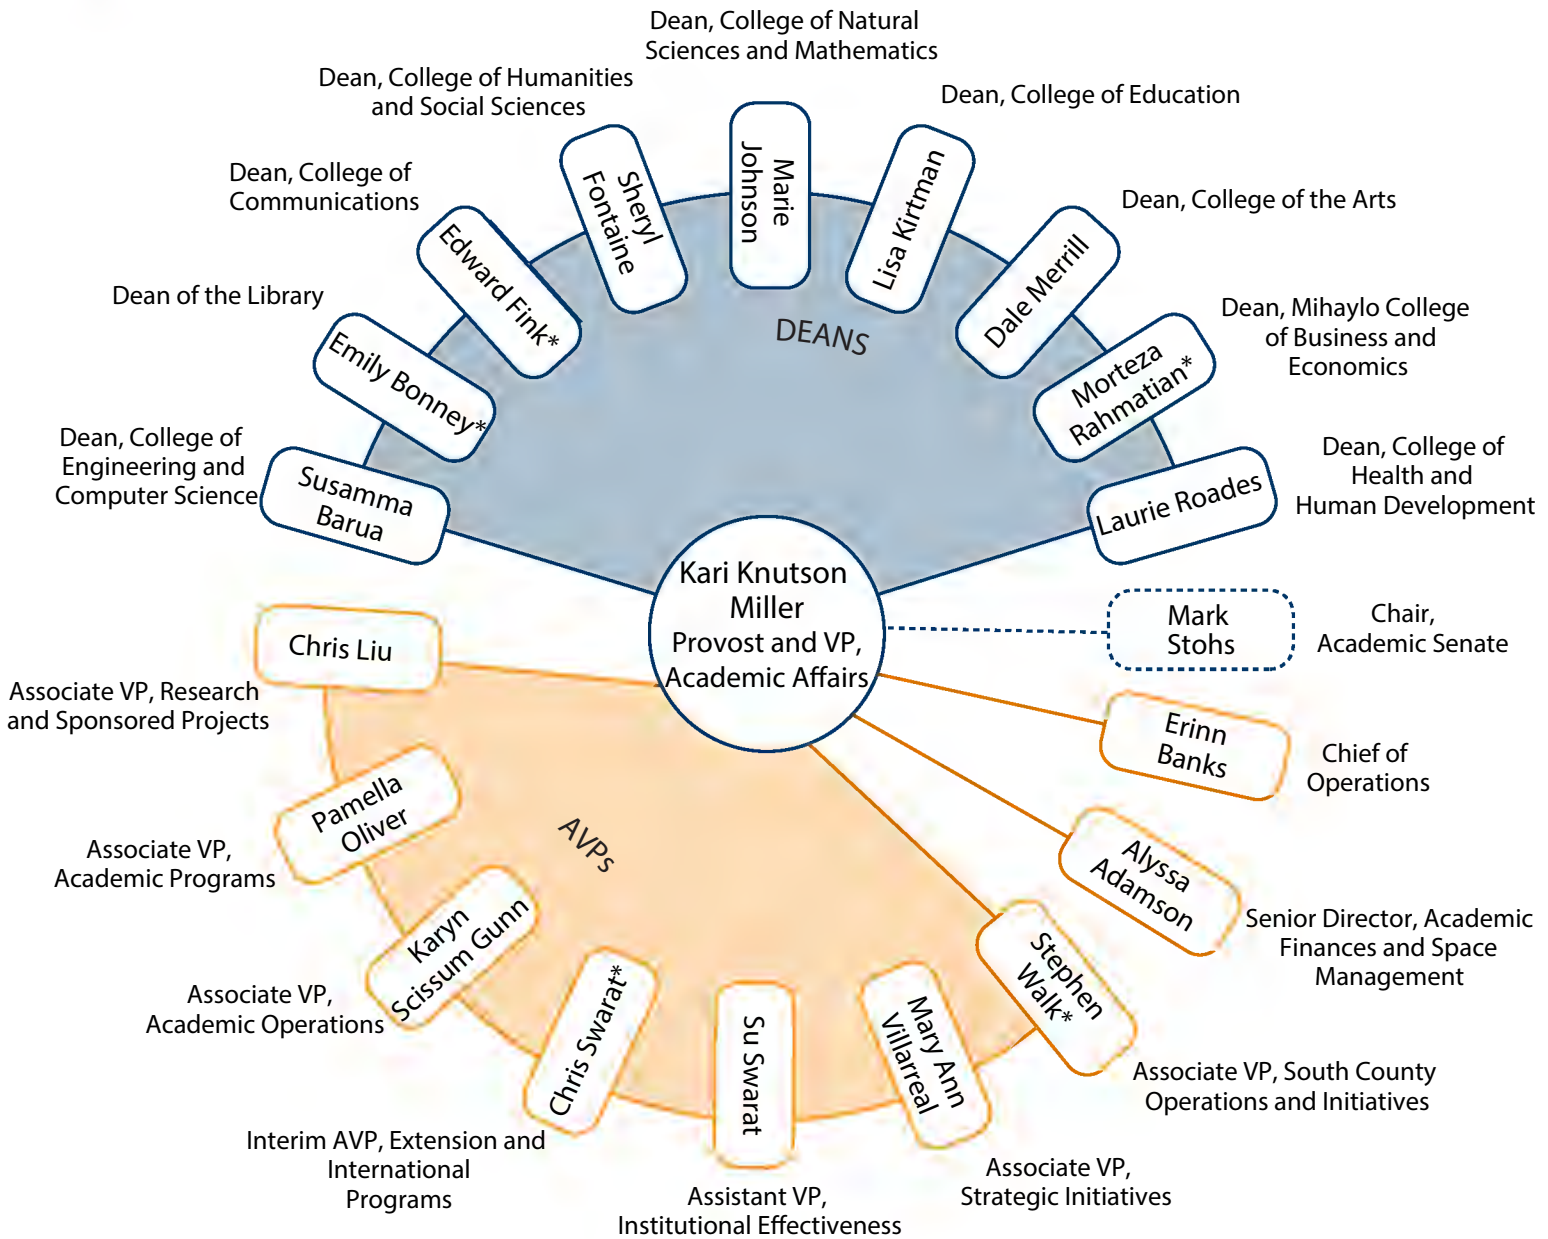 Dean, College of Natural
Sciences and Mathematics
Dean, College of Humanities
and Social Sciences
Dean, College of Education
Dean, College of
Communications
Dean, College of the Arts
Dean of the Library
Dean, Mihaylo College
of Business and
Economics
Dean, College of
Engineering and
Computer Science
Dean, College of
Health and
Human Development
Susamma
Barua
Emily Bonney*
Edward Fink*
Sheryl
Fontaine
Marie
Johnson
Lisa Kirtman
Dale Merrill
Morteza
Rahmatian*
Laurie Roades
DEANS
Kari Knutson
Miller
Provost and VP,
Academic Affairs
Mark
Stohs
Chair,
Academic Senate
Erinn
Banks
Chief of
Operations
Alyssa
Adamson
Senior Director, Academic
Finances and Space
Management
Stephen
Walk*
Associate VP, South County
Operations and Initiatives
Mary Ann
Villarreal
Associate VP,
Strategic Initiatives
Su Swarat
Assistant VP,
Institutional Effectiveness
Chris Swarat*
Interim AVP, Extension and
International
Programs
Karyn
Scissum Gunn
Associate VP,
Academic Operations
Pamella
Oliver
Associate VP,
Academic Programs
Chris Liu
Associate VP, Research
and Sponsored Projects
AVPs